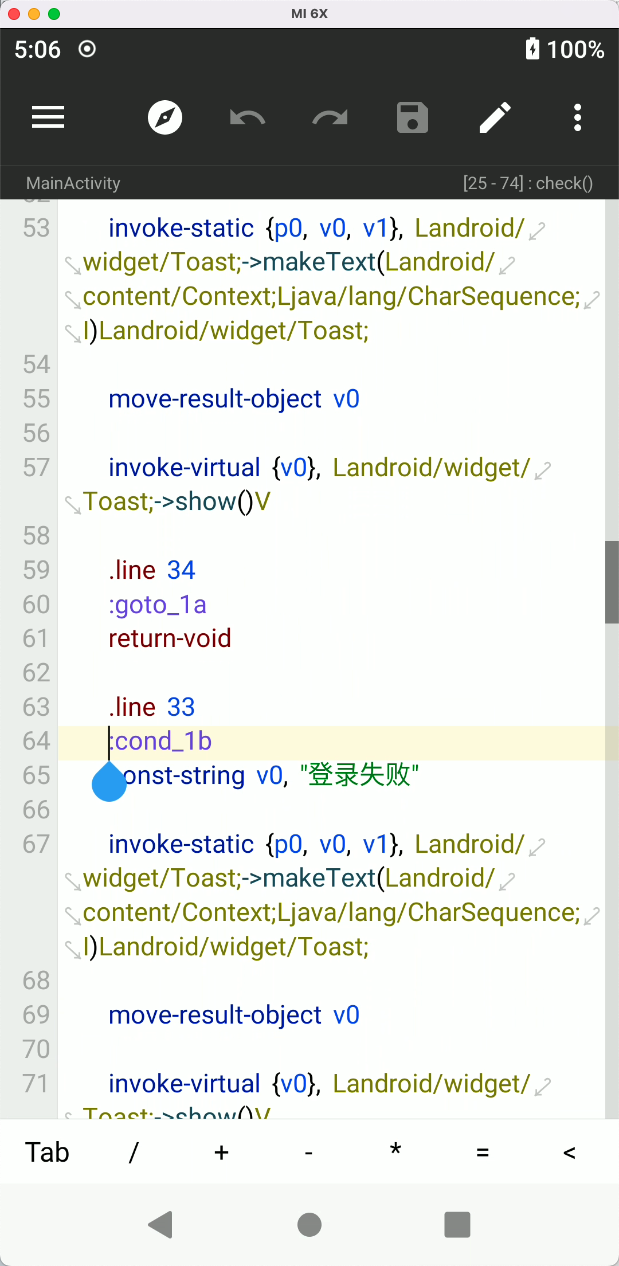 MI 6X
5:06 100%
MainActivity [25 - 74] : check()
53 invoke-static {p0, v0, v1}, Landroid/
widget/Toast;->makeText(Landroid/
content/Context;Ljava/lang/CharSequence;
I)Landroid/widget/Toast;
54
55 move-result-object v0
56
57 invoke-virtual {v0}, Landroid/widget/
Toast;->show()V
58
59 .line 34
60 :goto_1a
61 return-void
62
63 .line 33
64 :cond_1b
65 onst-string v0, "登录失败"
66
67 invoke-static {p0, v0, v1}, Landroid/
widget/Toast;->makeText(Landroid/
content/Context;Ljava/lang/CharSequence;
I)Landroid/widget/Toast;
68
69 move-result-object v0
70
71 invoke-virtual {v0}, Landroid/widget/
Toast;->show()V
Tab / + - * = <